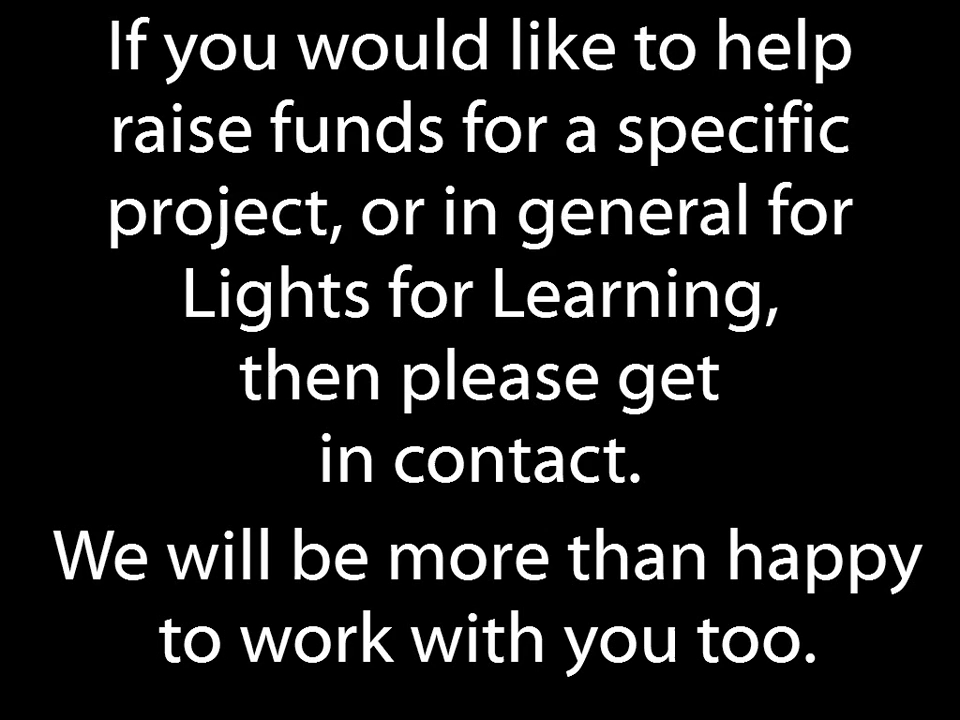 If you would like to help
raise funds for a specific
project, or in general for
Lights for Learning,
then please get
in contact.
We will be more than happy
to work with you too.